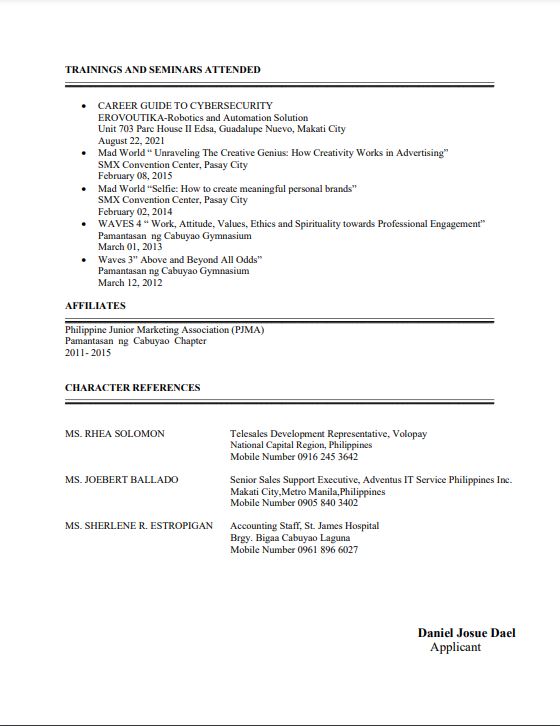 TRAININGS AND SEMINARS ATTENDED
• CAREER GUIDE TO CYBERSECURITY
EROVOUTIKA-Robotics and Automation Solution
Unit 703 Parc House II Edsa, Guadalupe Nuevo, Makati City
August 22, 2021
• Mad World “ Unraveling The Creative Genius: How Creativity Works in Advertising”
SMX Convention Center, Pasay City
February 08, 2015
• Mad World “Selfie: How to create meaningful personal brands”
SMX Convention Center, Pasay City
February 02, 2014
• WAVES 4 “ Work, Attitude, Values, Ethics and Spirituality towards Professional Engagement”
Pamantasan ng Cabuyao Gymnasium
March 01, 2013
• Waves 3” Above and Beyond All Odds”
Pamantasan ng Cabuyao Gymnasium
March 12, 2012
AFFILIATES
Philippine Junior Marketing Association (PJMA)
Pamantasan ng Cabuyao Chapter
2011- 2015
CHARACTER REFERENCES
MS. RHEA SOLOMON Telesales Development Representative, Volopay
National Capital Region, Philippines
Mobile Number 0916 245 3642
MS. JOEBERT BALLADO Senior Sales Support Executive, Adventus IT Service Philippines Inc.
Makati City,Metro Manila,Philippines
Mobile Number 0905 840 3402
MS. SHERLENE R. ESTROPIGAN Accounting Staff, St. James Hospital
Brgy. Bigaa Cabuyao Laguna
Mobile Number 0961 896 6027
Daniel Josue Dael
Applicant